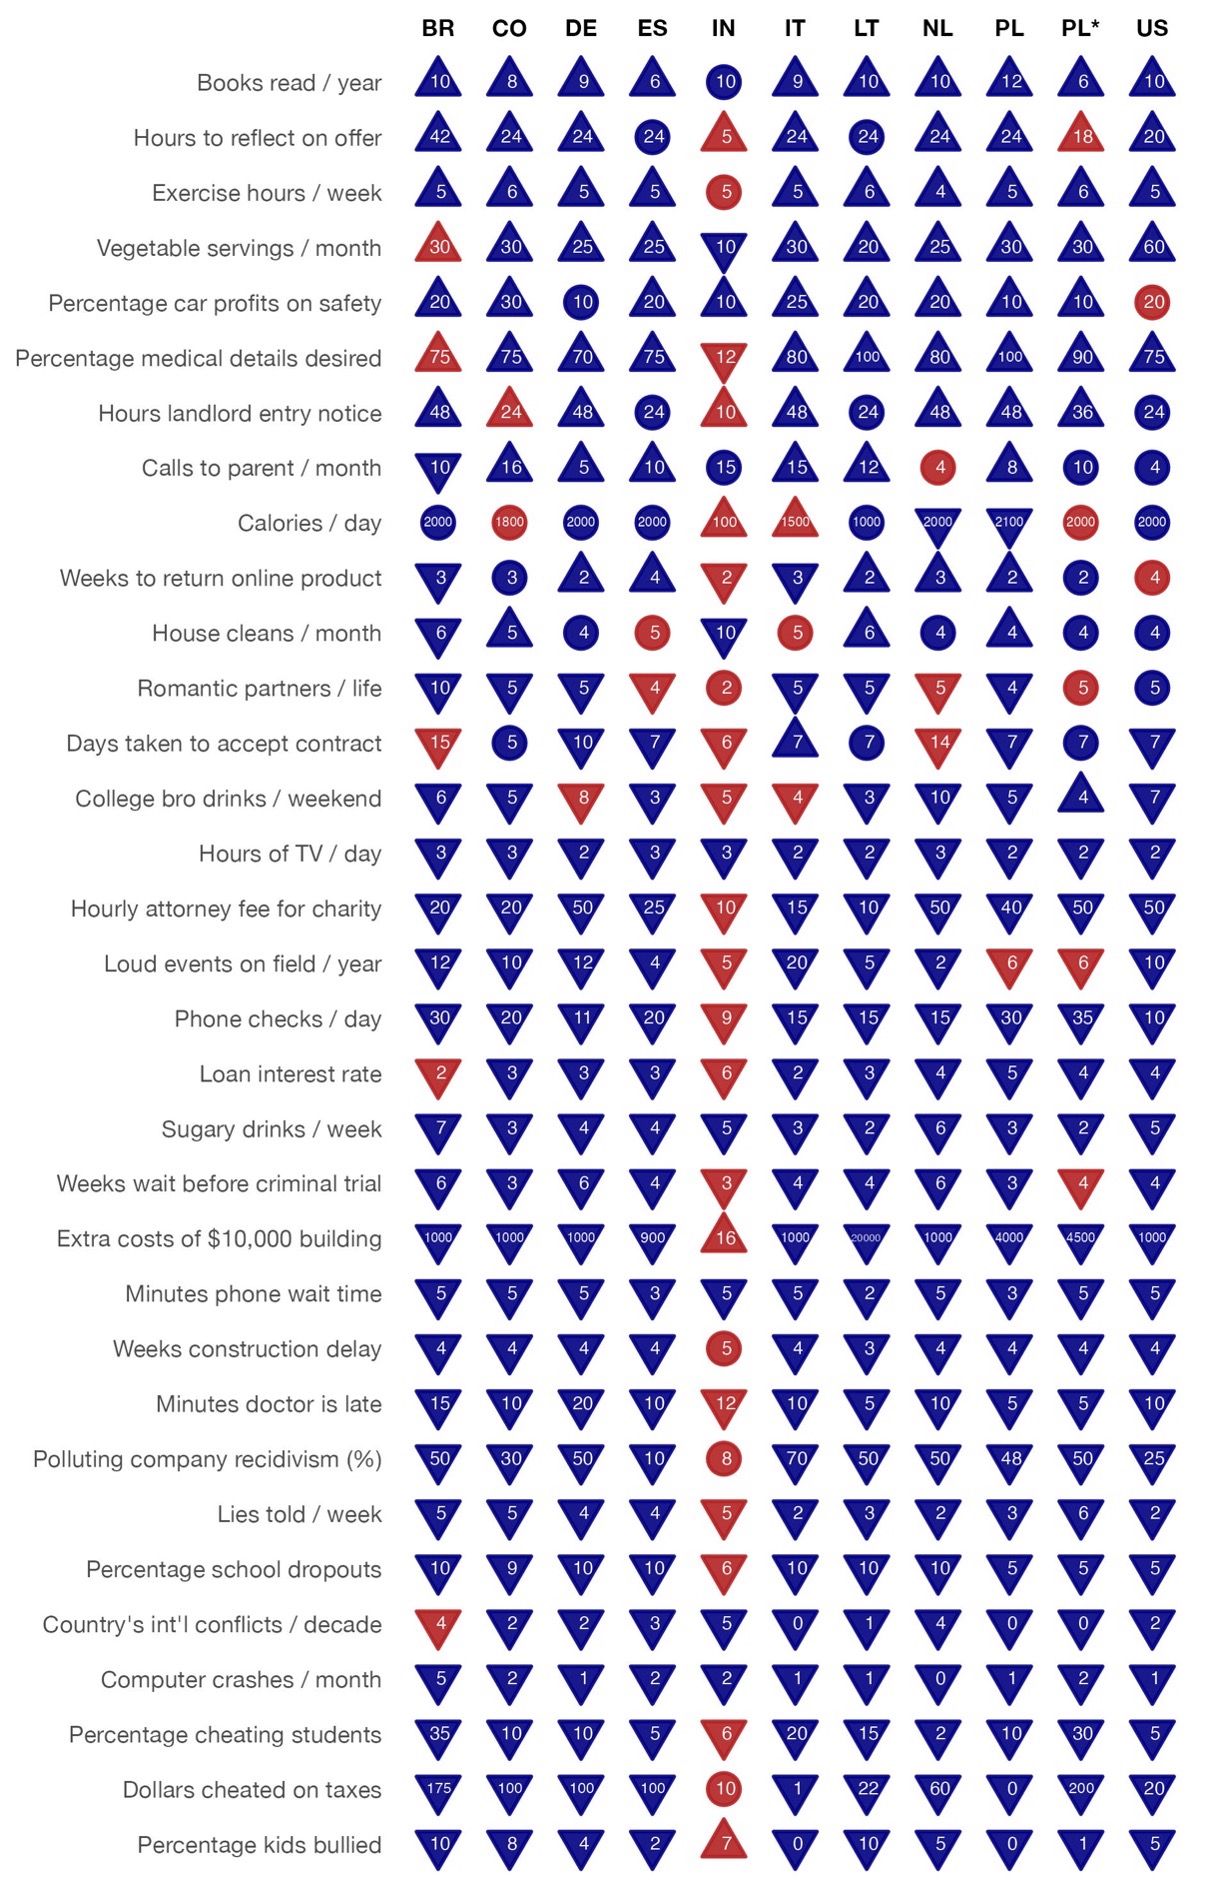 BR CO DE ES IN IT LT NL PL PL* US
Books read / year 10 8 9 6 10 9 10 10 12 6 10
Hours to reflect on offer 42 24 24 24 5 24 24 24 24 18 20
Exercise hours / week 5 6 5 5 5 5 6 4 5 6 5
Vegetable servings / month 30 30 25 25 10 30 20 25 30 30 60
Percentage car profits on safety 20 30 10 20 10 25 20 20 10 10 20
Percentage medical details desired 75 75 70 75 12 80 100 80 100 90 75
Hours landlord entry notice 48 24 48 24 10 48 24 48 48 36 24
Calls to parent / month 10 16 5 10 15 15 12 4 8 10 4
Calories / day 2000 1800 2000 2000 100 1500 1000 2000 2100 2000 2000
Weeks to return online product 3 3 2 4 2 3 2 3 2 2 4
House cleans / month 6 5 4 5 10 5 6 4 4 4 4
Romantic partners / life 10 5 5 4 2 5 5 5 4 5 5
Days taken to accept contract 15 5 10 7 6 7 7 14 7 7 7
College bro drinks / weekend 6 5 8 3 5 4 3 10 5 4 7
Hours of TV / day 3 3 2 3 3 2 2 3 2 2 2
Hourly attorney fee for charity 20 20 50 25 10 15 10 50 40 50 50
Loud events on field / year 12 10 12 4 5 20 5 2 6 6 10
Phone checks / day 30 20 11 20 9 15 15 15 30 35 10
Loan interest rate 2 3 3 3 6 2 3 4 5 4 4
Sugary drinks / week 7 3 4 4 5 3 2 6 3 2 5
Weeks wait before criminal trial 6 3 6 4 3 4 4 6 3 4 4
Extra costs of $10,000 building 1000 1000 1000 900 16 1000 20000 1000 4000 4500 1000
Minutes phone wait time 5 5 5 3 5 5 2 5 3 5 5
Weeks construction delay 4 4 4 4 5 4 3 4 4 4 4
Minutes doctor is late 15 10 20 10 12 10 5 10 5 5 10
Polluting company recidivism (%) 50 30 50 10 8 70 50 50 48 50 25
Lies told / week 5 5 4 4 5 2 3 2 3 6 2
Percentage school dropouts 10 9 10 10 6 10 10 10 5 5 5
Country's int'l conflicts / decade 4 2 2 3 5 0 1 4 0 0 2
Computer crashes / month 5 2 1 2 2 1 1 0 1 2 1
Percentage cheating students 35 10 10 5 6 20 15 2 10 30 5
Dollars cheated on taxes 175 100 100 100 10 1 22 60 0 200 20
Percentage kids bullied 10 8 4 2 7 0 10 5 0 1 5